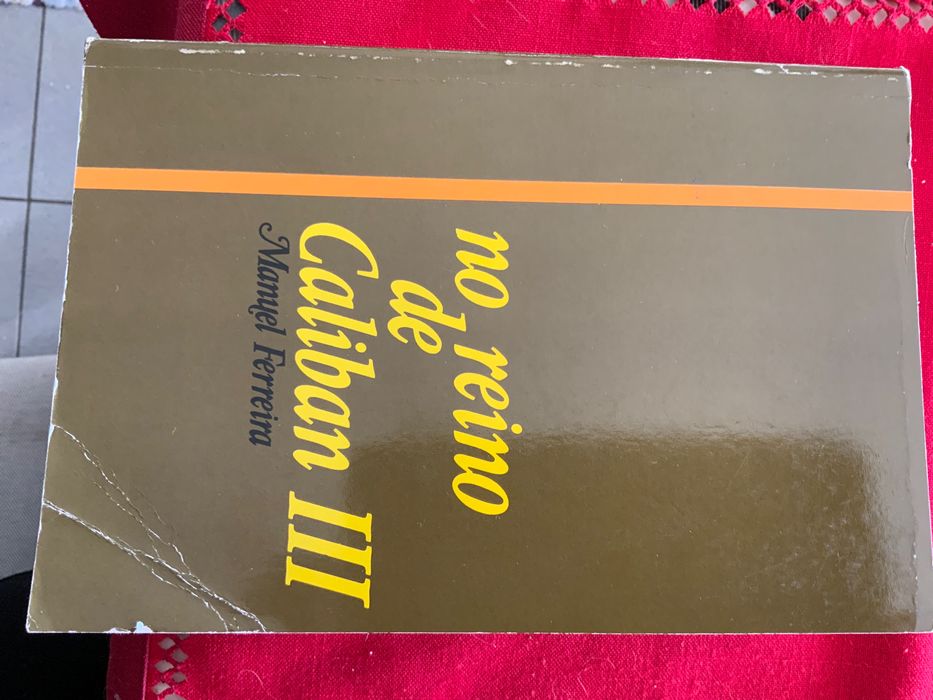 no reino
de
Caliban III
Manuel Ferreira